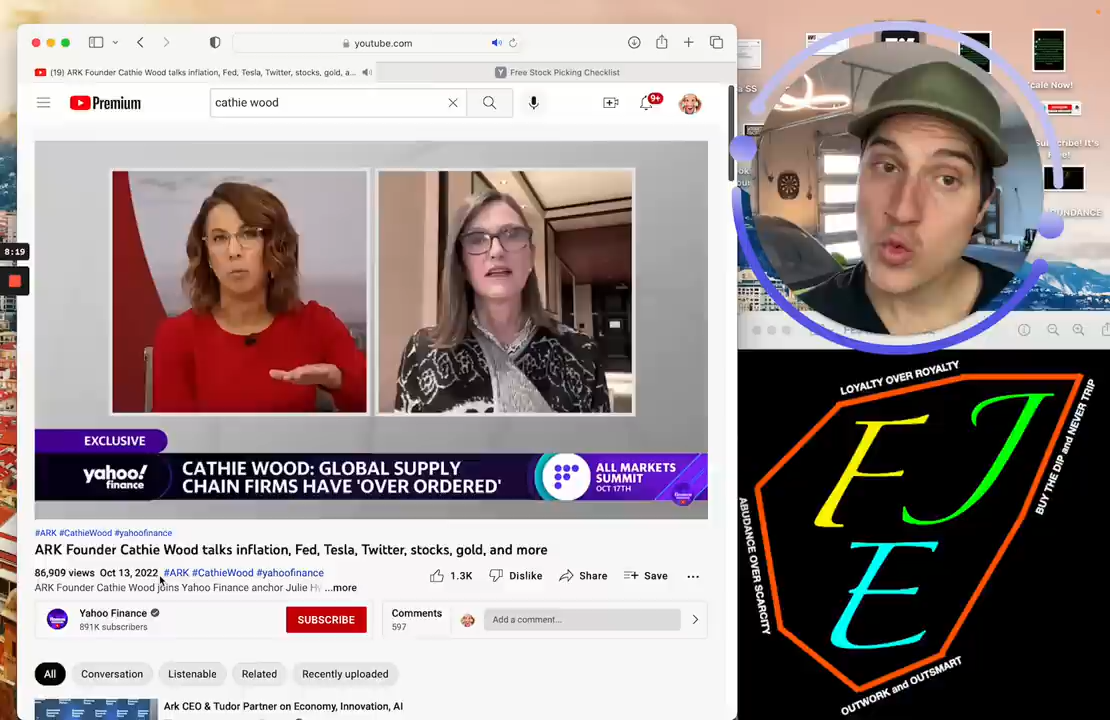 youtube.com
(19) ARK Founder Cathie Wood talks inflation, Fed, Tesla, Twitter, stocks, gold, a...
Free Stock Picking Checklist
Premium
cathie wood
9+
cale Now!
8:19
EXCLUSIVE
yahoo!
finance
CATHIE WOOD: GLOBAL SUPPLY
CHAIN FIRMS HAVE 'OVER ORDERED'
ALL MARKETS
SUMMIT
OCT 17TH
#ARK #CathieWood #yahoofinance
ARK Founder Cathie Wood talks inflation, Fed, Tesla, Twitter, stocks, gold, and more
86,909 views Oct 13, 2022 #ARK #CathieWood #yahoofinance
ARK Founder Cathie Wood joins Yahoo Finance anchor Julie Hy ...more
1.3K
Dislike
Share
Save
Yahoo Finance
891K subscribers
SUBSCRIBE
Comments
597
Add a comment...
All
Conversation
Listenable
Related
Recently uploaded
Ark CEO & Tudor Partner on Economy, Innovation, AI
LOYALTY OVER ROYALTY
BUY THE DIP and NEVER TRIP
ABUDANCE OVER SCARCITY
OUTWORK and OUTSMART
F J
E